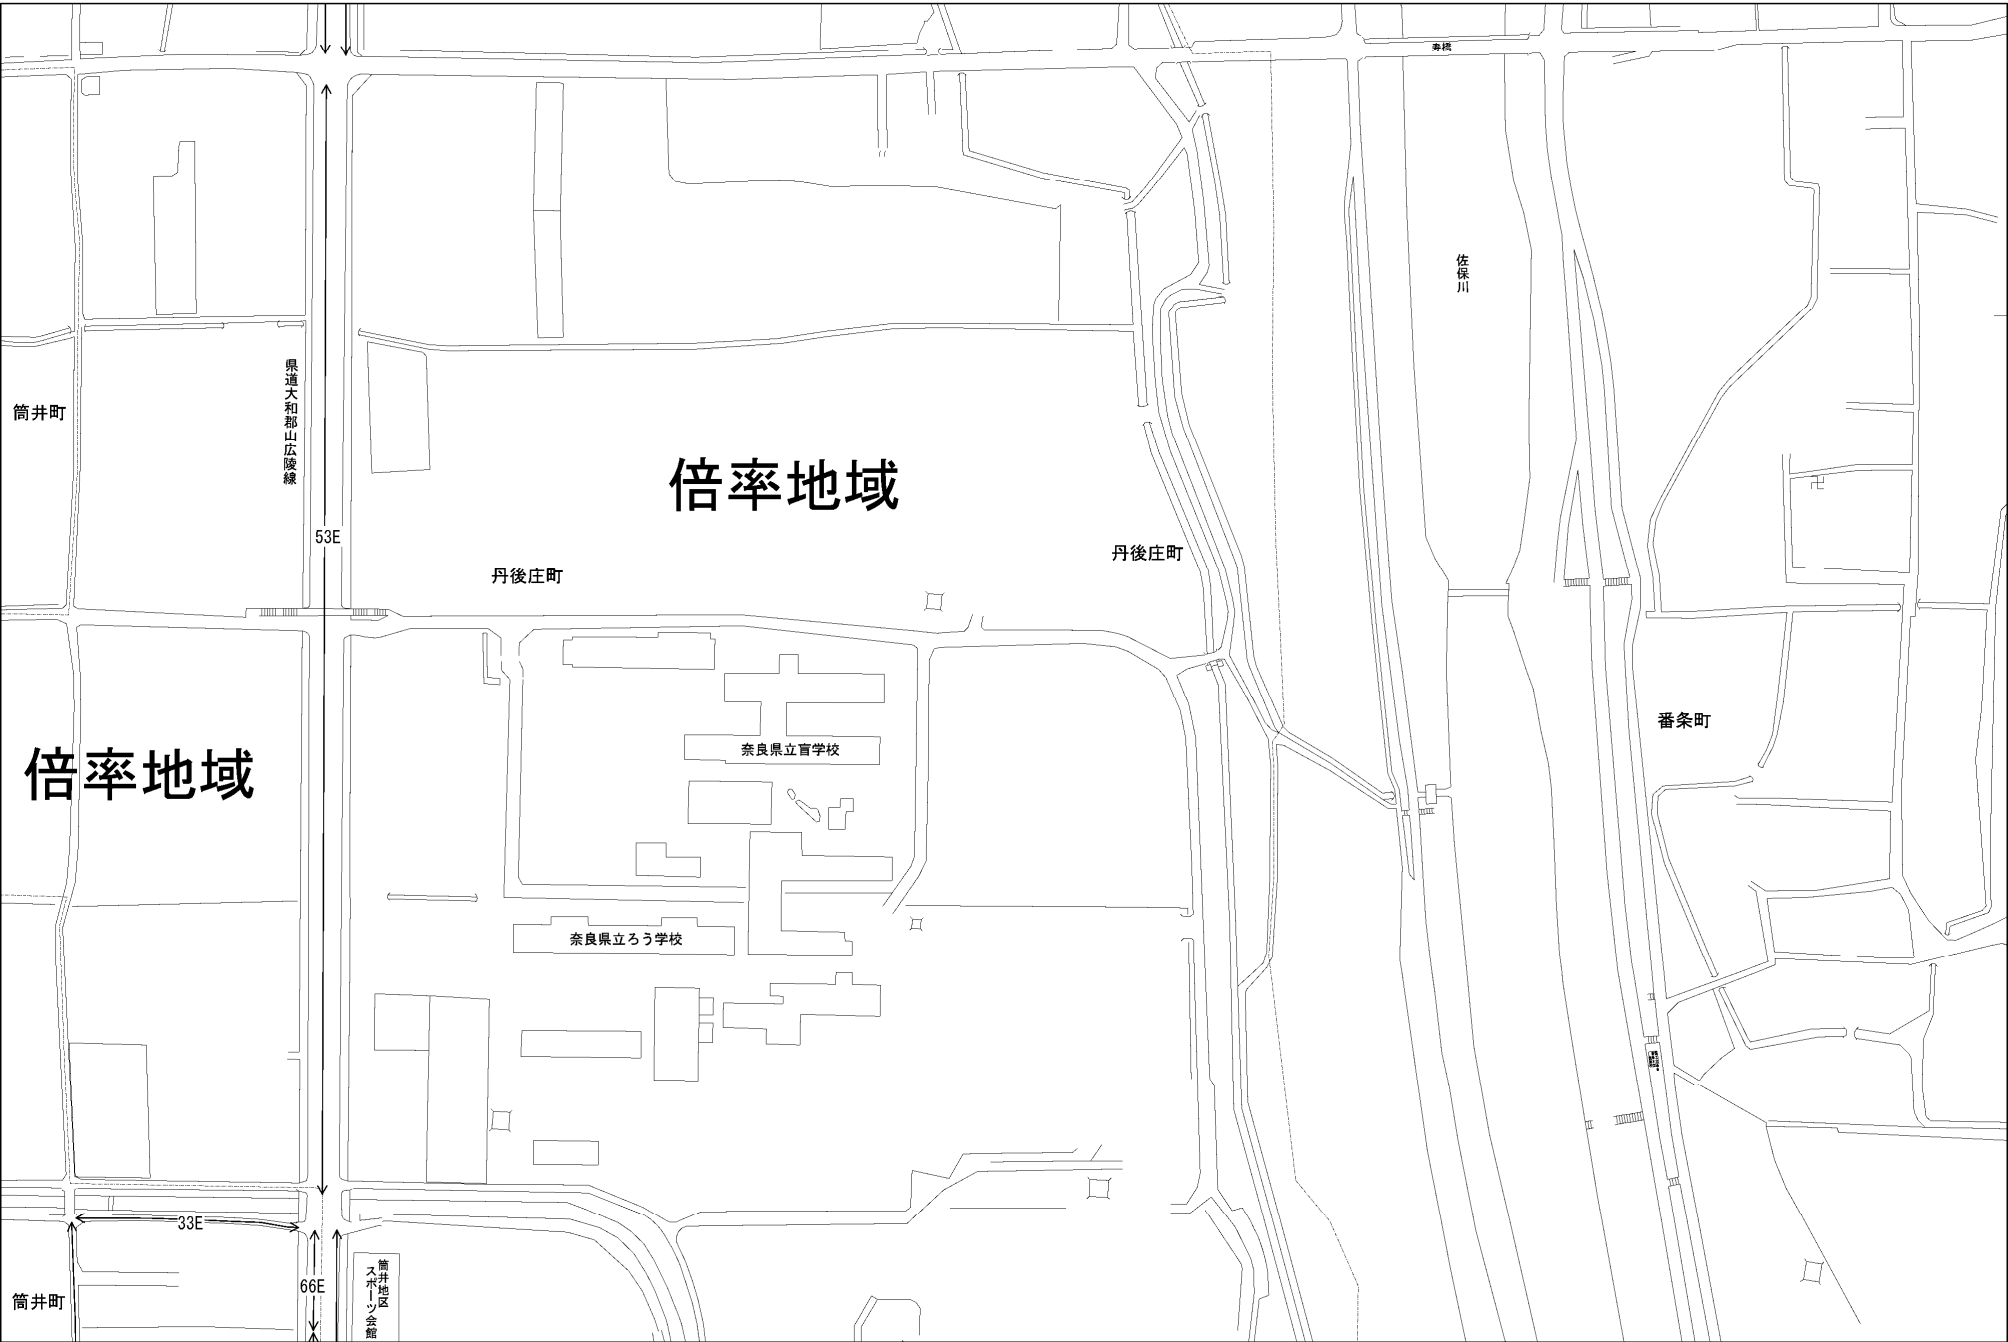 寿橋
佐保川
県道大和郡山広陵線
筒井町
倍率地域
53E
丹後庄町
丹後庄町
番条町
奈良県立盲学校
倍率地域
奈良県立ろう学校
33E
66E
筒井地区
スポーツ会館
筒井町